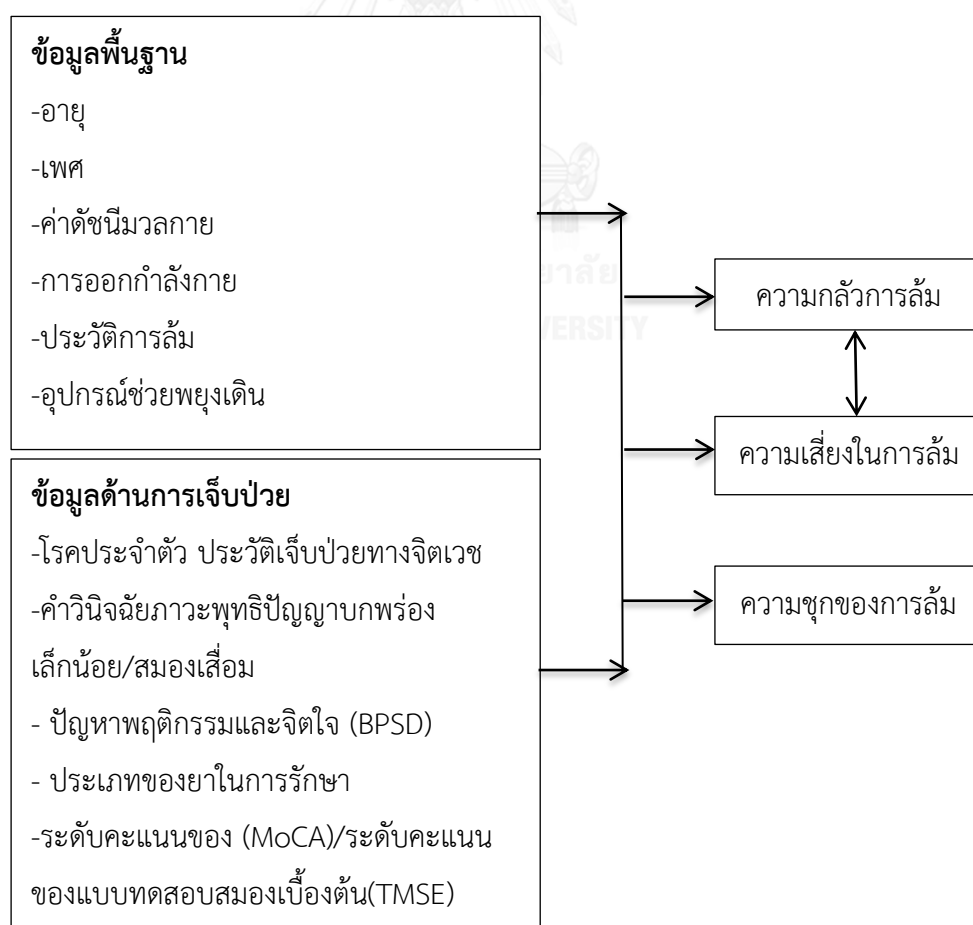 ข้อมูลพื้นฐาน
-อายุ
-เพศ
-ค่าดัชนีมวลกาย
-การออกกำลังกาย
-ประวัติการล้ม
-อุปกรณ์ช่วยพยุงเดิน
ข้อมูลด้านการเจ็บป่วย
-โรคประจำตัว ประวัติเจ็บป่วยทางจิตเวช
-คำวินิจฉัยภาวะพุทธิปัญญาบกพร่อง
เล็กน้อย/สมองเสื่อม
- ปัญหาพฤติกรรมและจิตใจ (BPSD)
- ประเภทของยาในการรักษา
-ระดับคะแนนของ (MoCA)/ระดับคะแนน
ของแบบทดสอบสมองเบื้องต้น(TMSE)
ความกลัวการล้ม
ความเสี่ยงในการล้ม
ความชุกของการล้ม